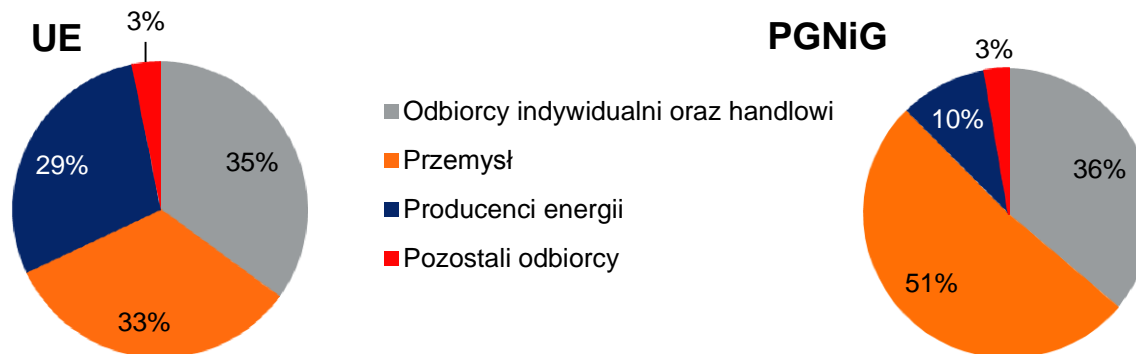 UE
3%
35%
29%
33%
Odbiorcy indywidualni oraz handlowi
Przemysł
Producenci energii
Pozostali odbiorcy
PGNiG
3%
10%
36%
51%